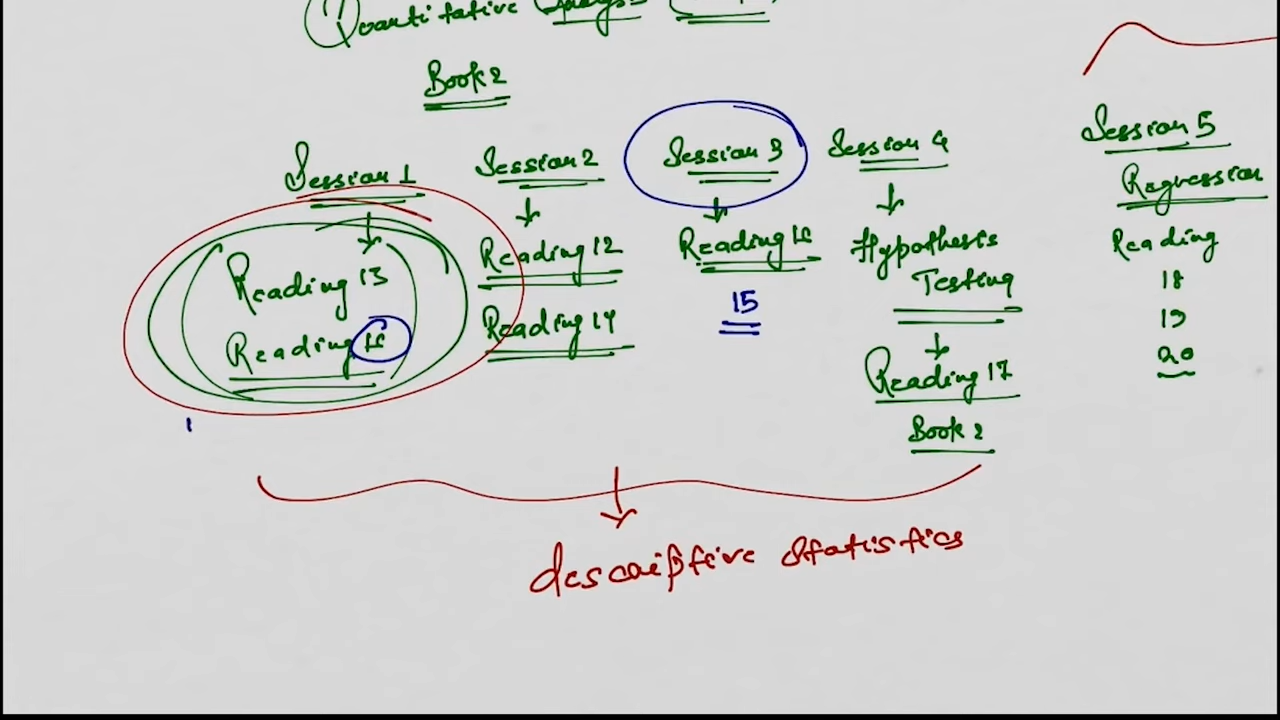 Quantitative
Book 2
Session 1
Reading 13
Reading
Session 2
Reading 12
Reading 14
Session 3
Reading 16
15
Session 4
Hypothesis
Testing
Reading 17
Book 2
Session 5
Regression
Reading
18
19
20
descriptive statistics